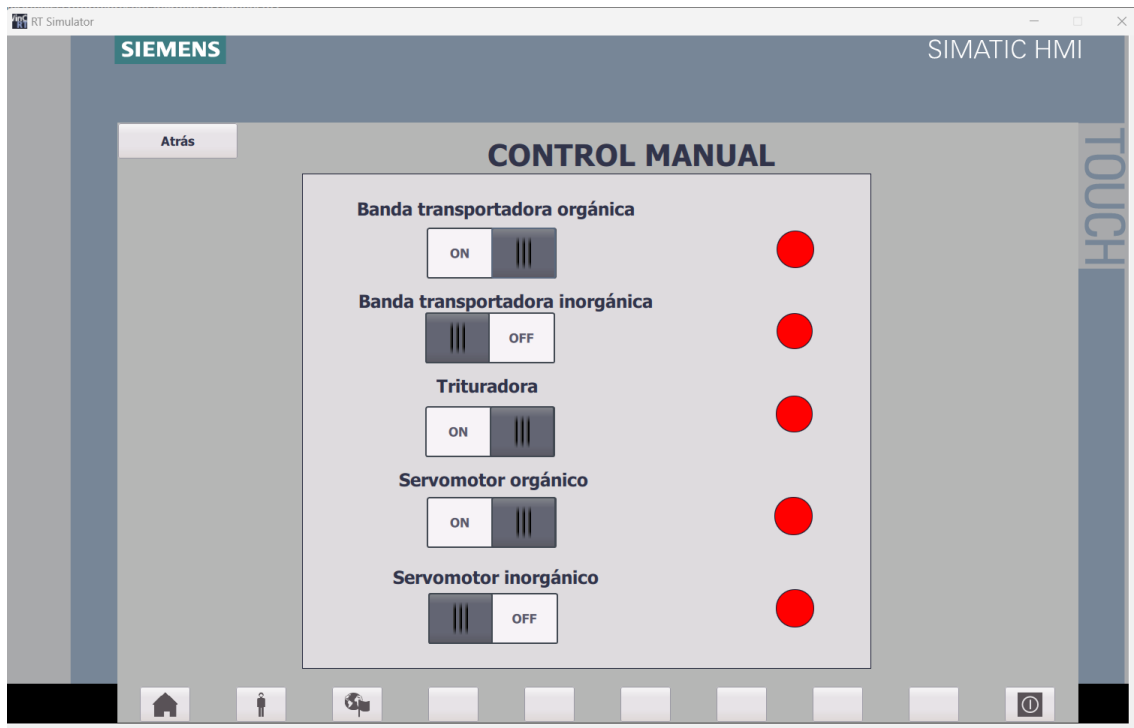 RT Simulator
SIEMENS
SIMATIC HMI
TOUCH
Atrás
CONTROL MANUAL
Banda transportadora orgánica
ON
Banda transportadora inorgánica
OFF
Trituradora
ON
Servomotor orgánico
ON
Servomotor inorgánico
OFF